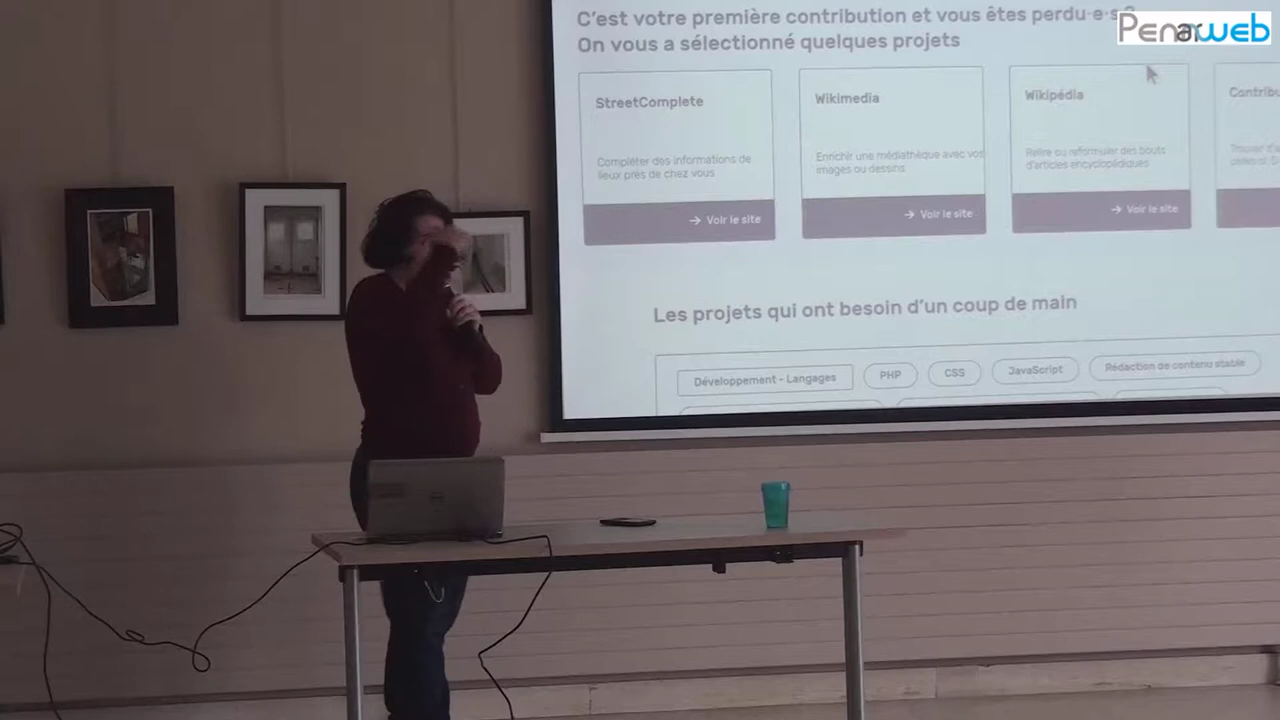 C'est votre première contribution et vous êtes perdu·e·s ?
On vous a sélectionné quelques projets
Penarweb
StreetComplete
Compléter des informations de
lieux près de chez vous
→ Voir le site
Wikimedia
Enrichir une médiathèque avec vos
images ou dessins
→ Voir le site
Wikipédia
Relire ou reformuler des bouts
d'articles encyclopédiques
→ Voir le site
Contribu
Les projets qui ont besoin d'un coup de main
Développement - Langages
PHP
CSS
JavaScript
Rédaction de contenu stable